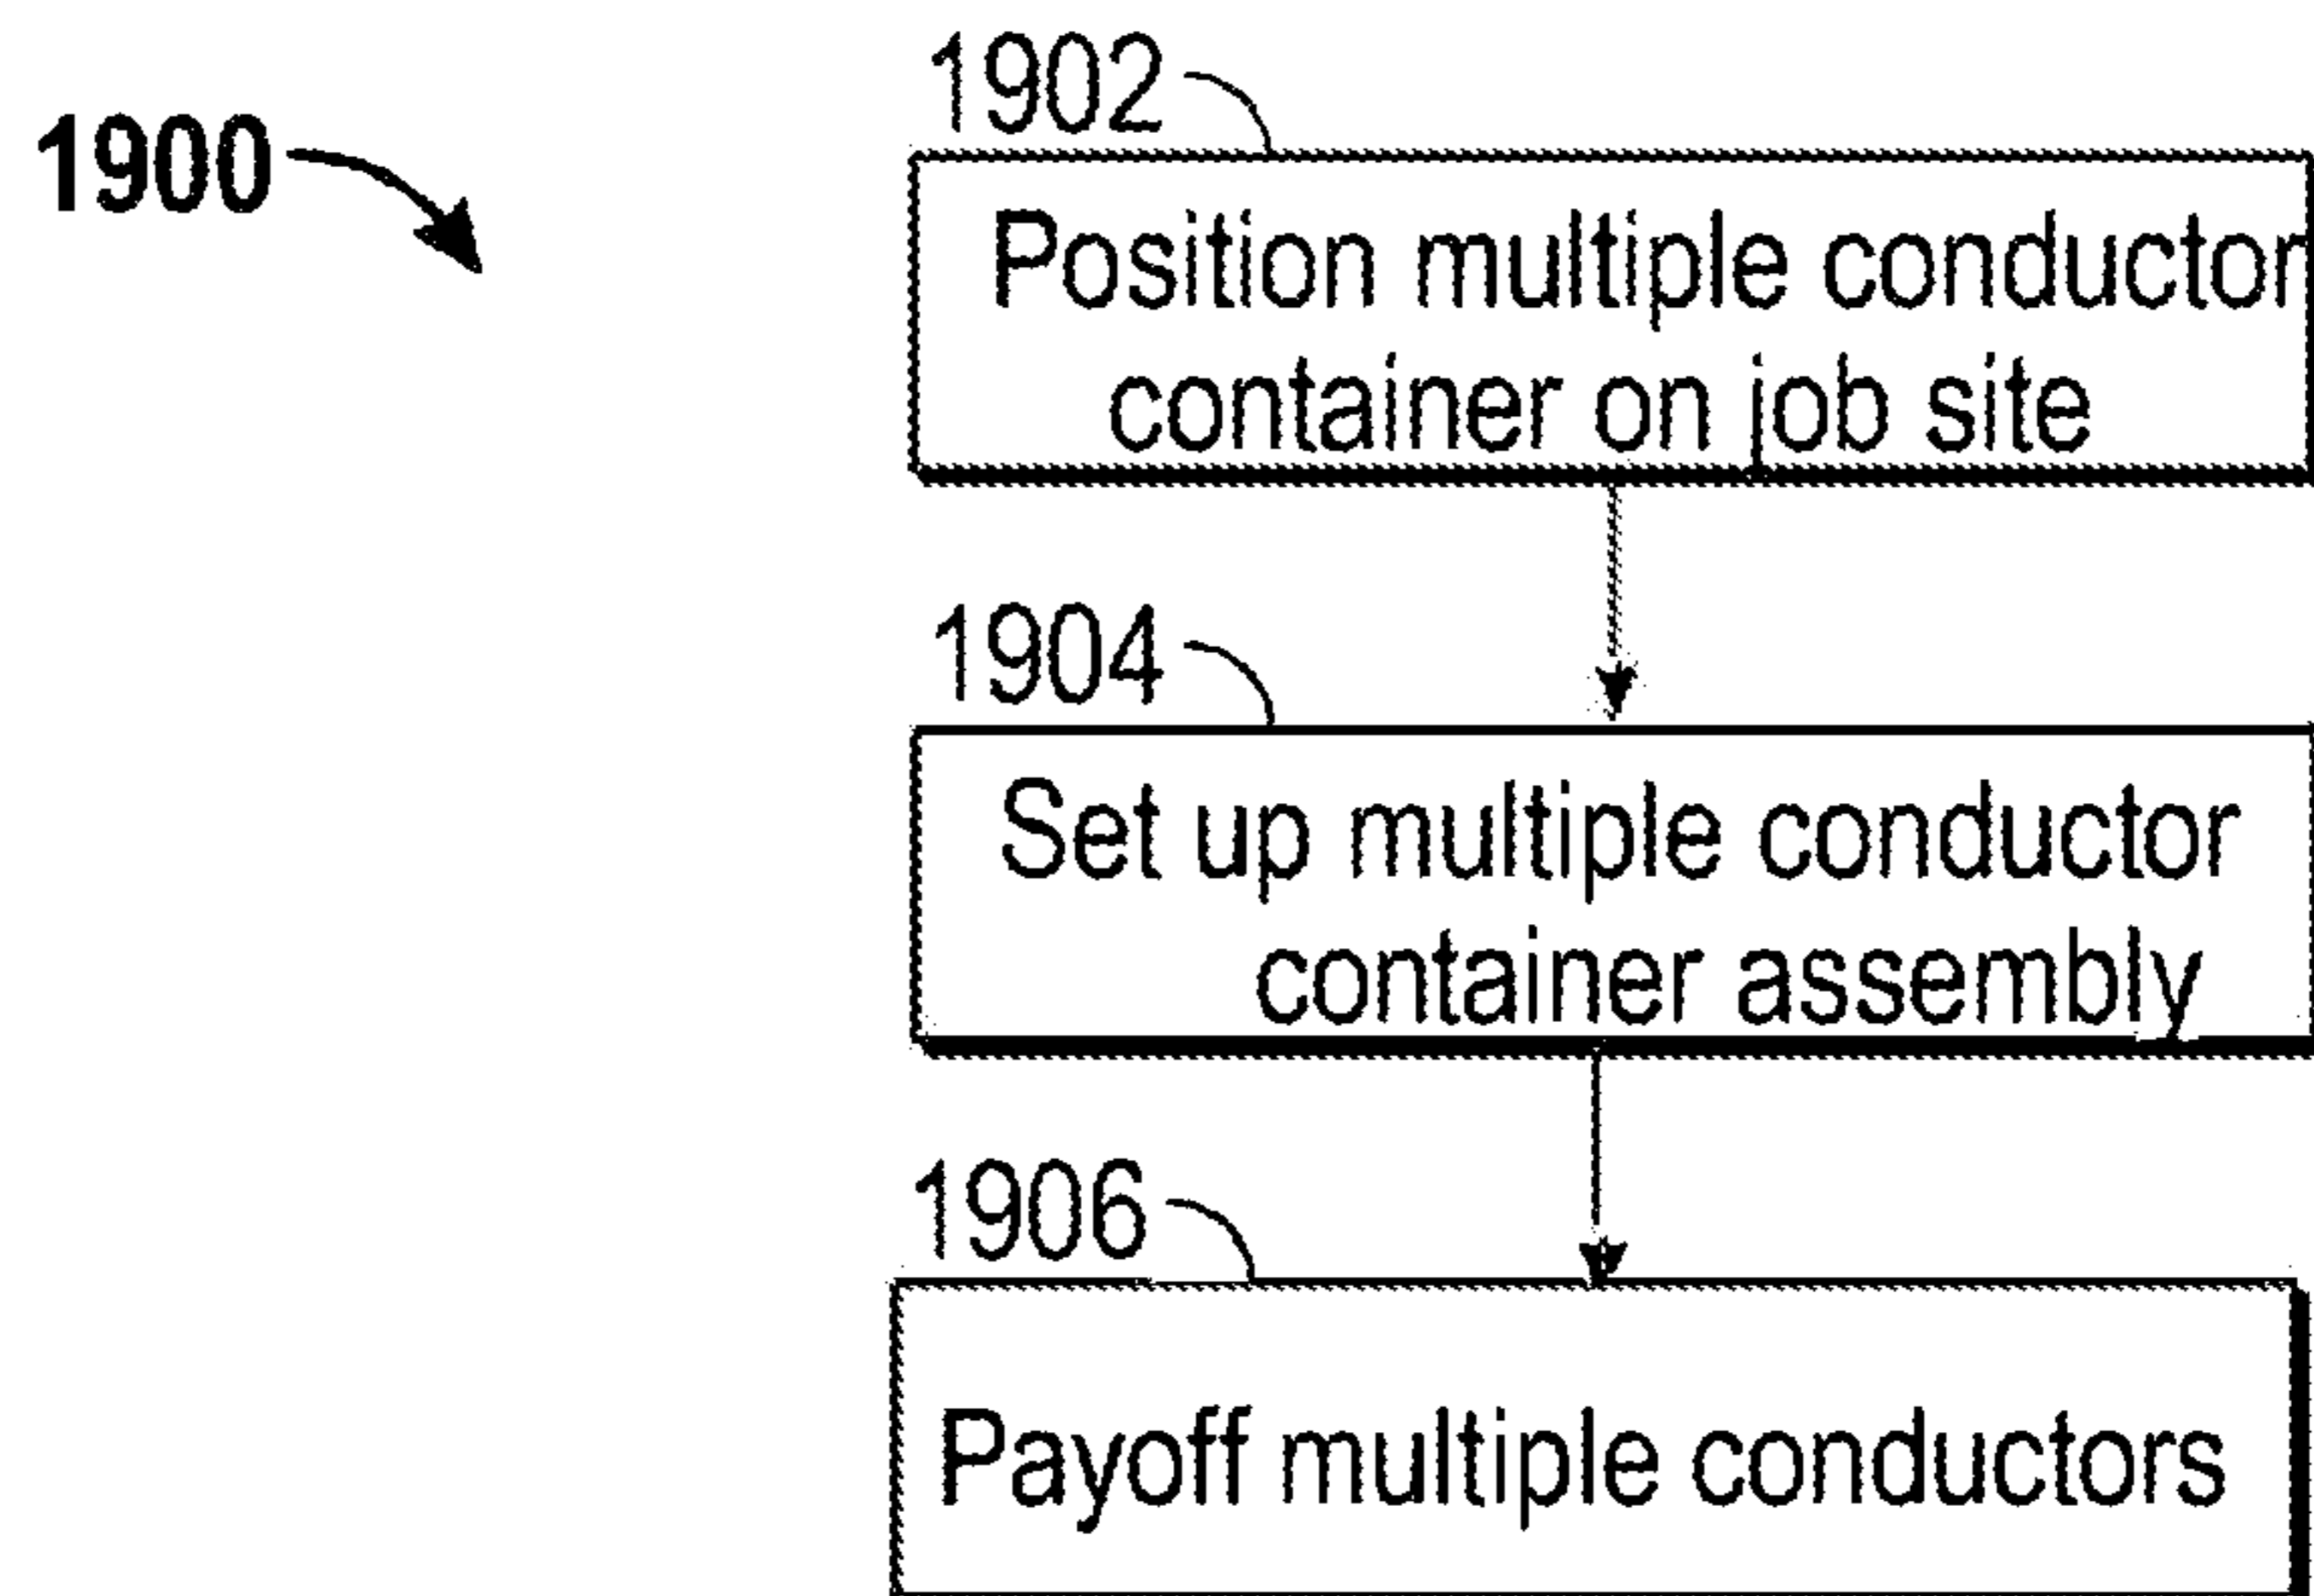 1900
1902
Position multiple conductor
container on job site
1904
Set up multiple conductor
container assembly
1906
Payoff multiple conductors